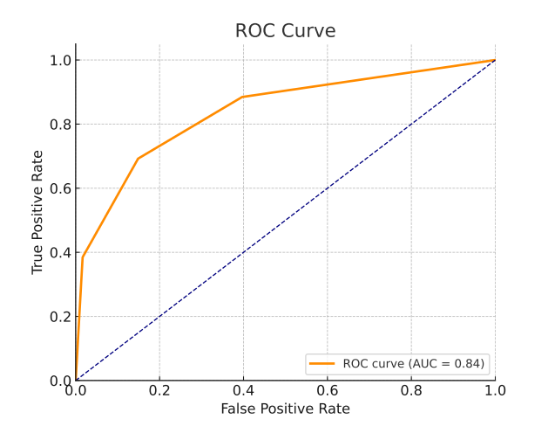 ROC Curve
1.0
0.8
0.6
0.4
0.2
0.0
True Positive Rate
ROC curve (AUC = 0.84)
0.0 0.2 0.4 0.6 0.8 1.0
False Positive Rate